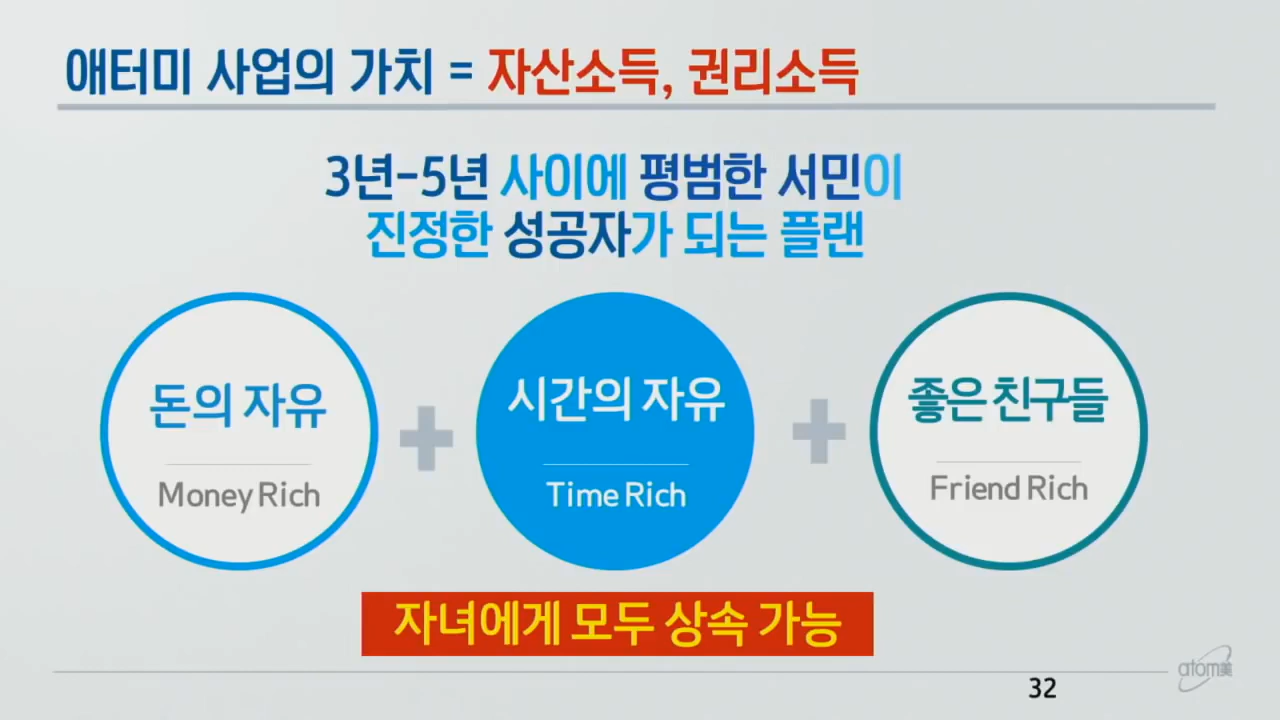 애터미 사업의 가치 = 자산소득, 권리소득
3년-5년 사이에 평범한 서민이
진정한 성공자가 되는 플랜
돈의 자유
Money Rich
+
시간의 자유
Time Rich
+
좋은 친구들
Friend Rich
자녀에게 모두 상속 가능
32
atom美